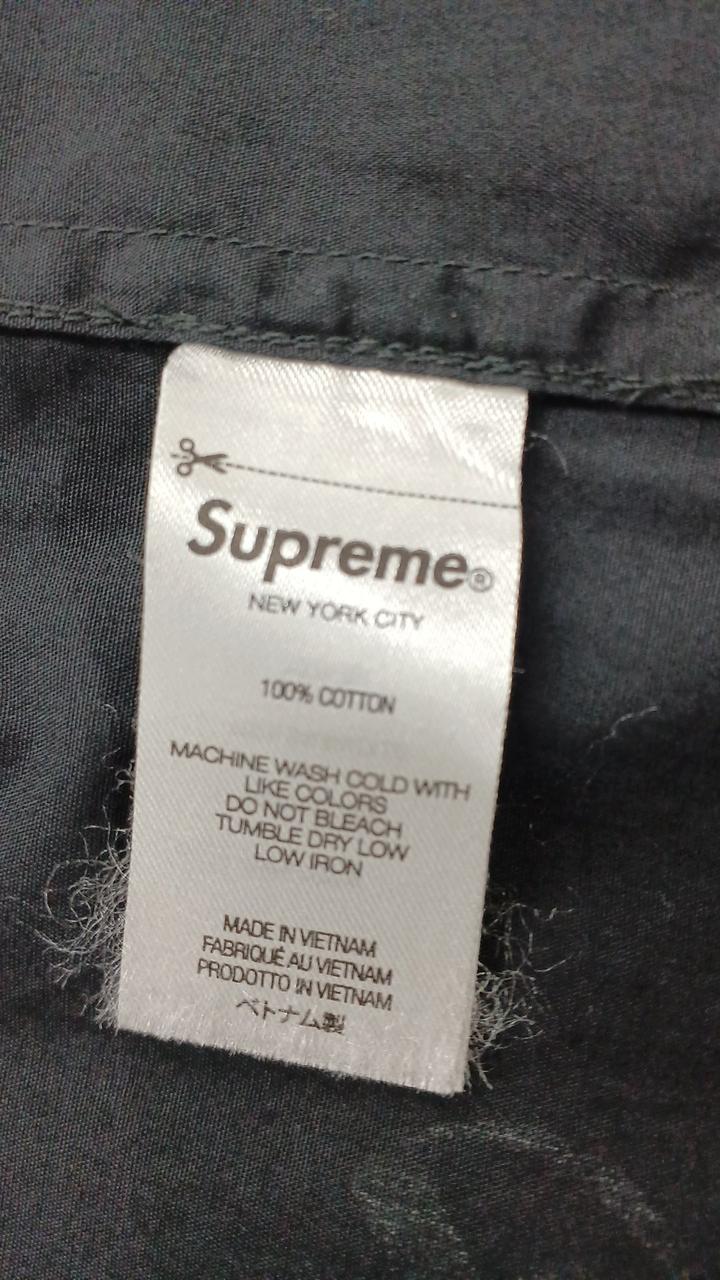 Supreme®
NEW YORK CITY
100% COTTON
MACHINE WASH COLD WITH
LIKE COLORS
DO NOT BLEACH
TUMBLE DRY LOW
LOW IRON
MADE IN VIETNAM
FABRIQUÉ AU VIETNAM
PRODOTTO IN VIETNAM
ベトナム製